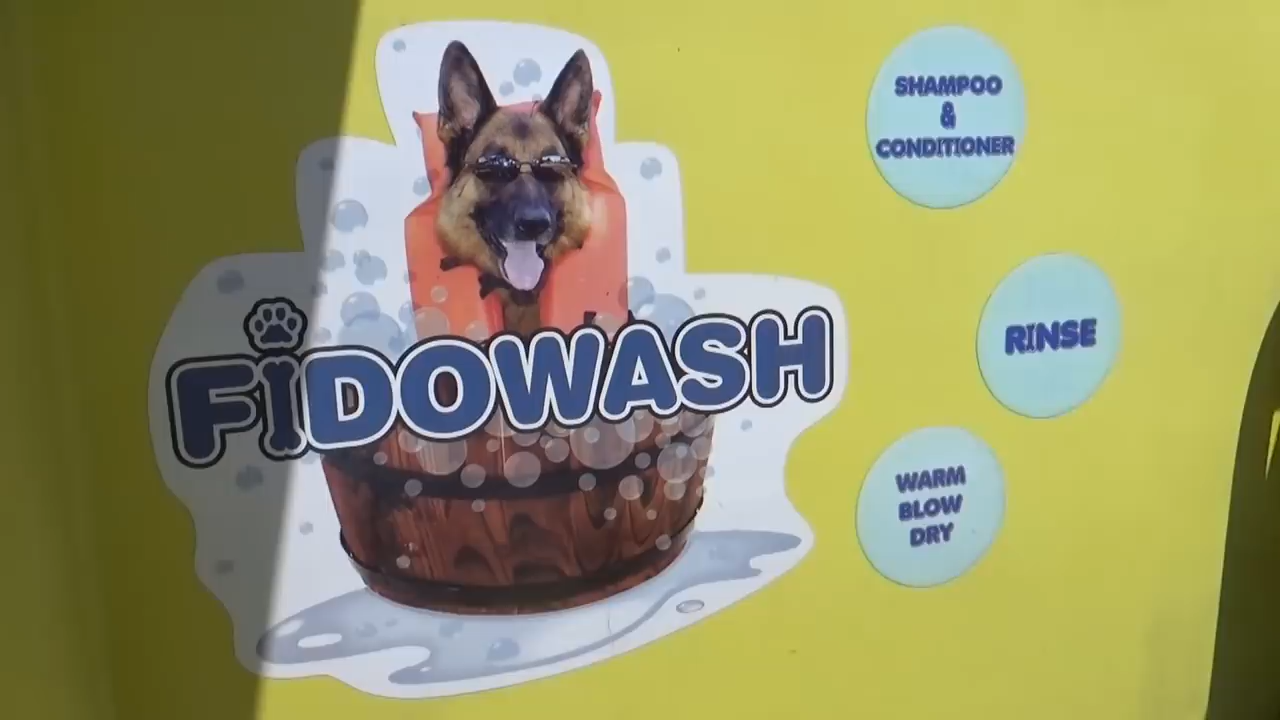 FIDOWASH
SHAMPOO
&
CONDITIONER
RINSE
WARM
BLOW
DRY